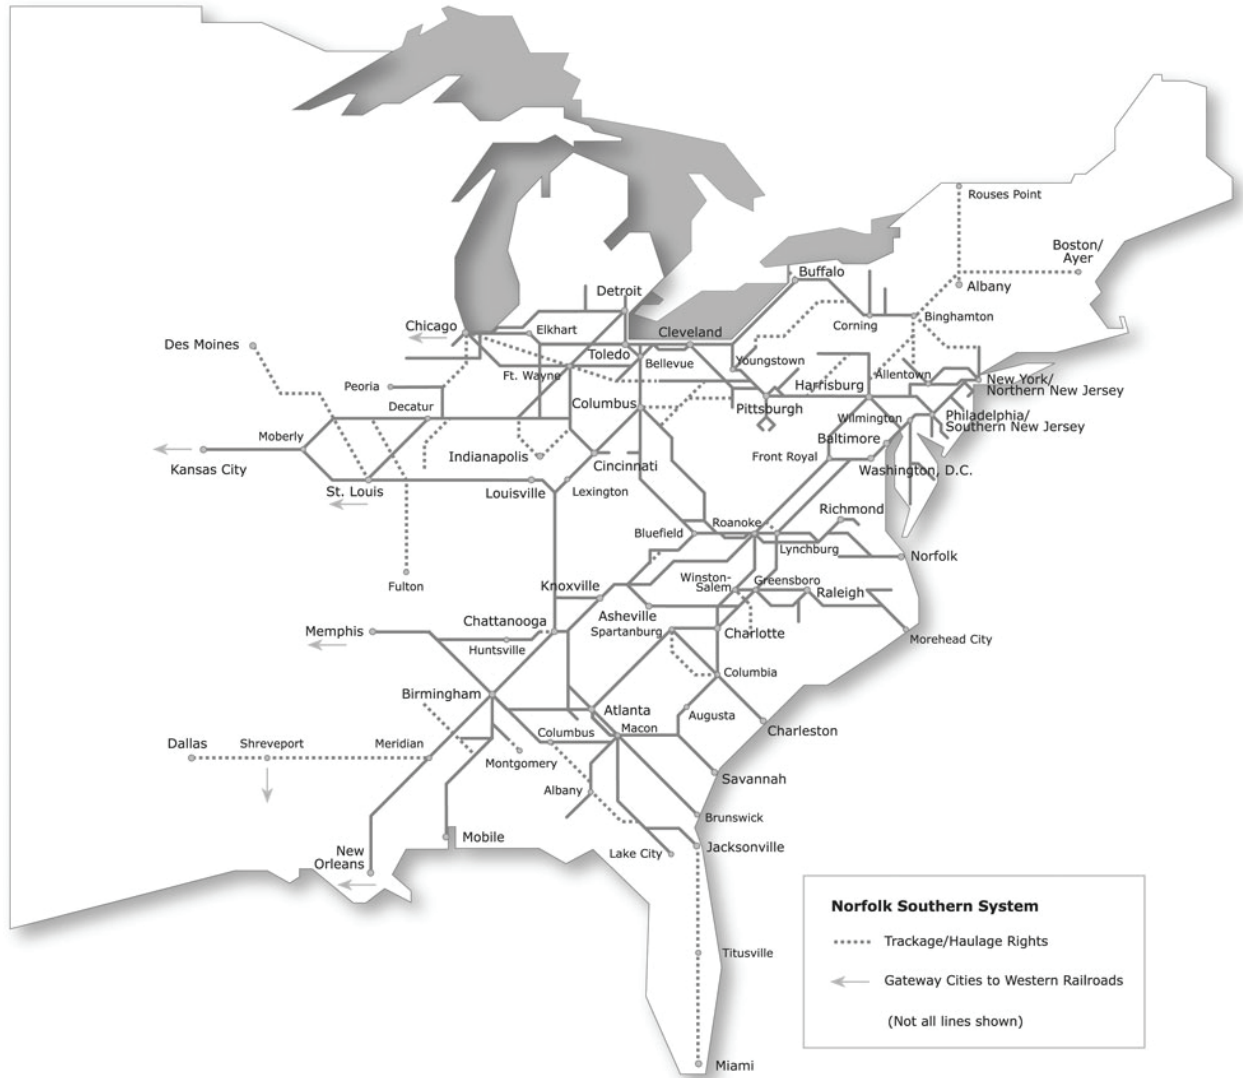 Rouses Point
Boston/
Ayer
Buffalo
Albany
Detroit
Chicago
Elkhart
Cleveland
Corning
Binghamton
Des Moines
Toledo
Bellevue
Youngstown
Ft. Wayne
Allentown
New York/
Northern New Jersey
Peoria
Harrisburg
Decatur
Columbus
Pittsburgh
Wilmington
Philadelphia/
Southern New Jersey
Moberly
Baltimore
Indianapolis
Cincinnati
Front Royal
Washington, D.C.
Kansas City
St. Louis
Louisville
Lexington
Richmond
Roanoke
Bluefield
Lynchburg
Norfolk
Fulton
Knoxville
Winston-
Salem
Greensboro
Raleigh
Asheville
Chattanooga
Memphis
Spartanburg
Charlotte
Morehead City
Huntsville
Columbia
Birmingham
Atlanta
Augusta
Charleston
Columbus
Macon
Dallas
Shreveport
Meridian
Montgomery
Savannah
Albany
Brunswick
Mobile
New
Orleans
Lake City
Jacksonville
Titusville
Miami
Norfolk Southern System
Trackage/Haulage Rights
Gateway Cities to Western Railroads
(Not all lines shown)